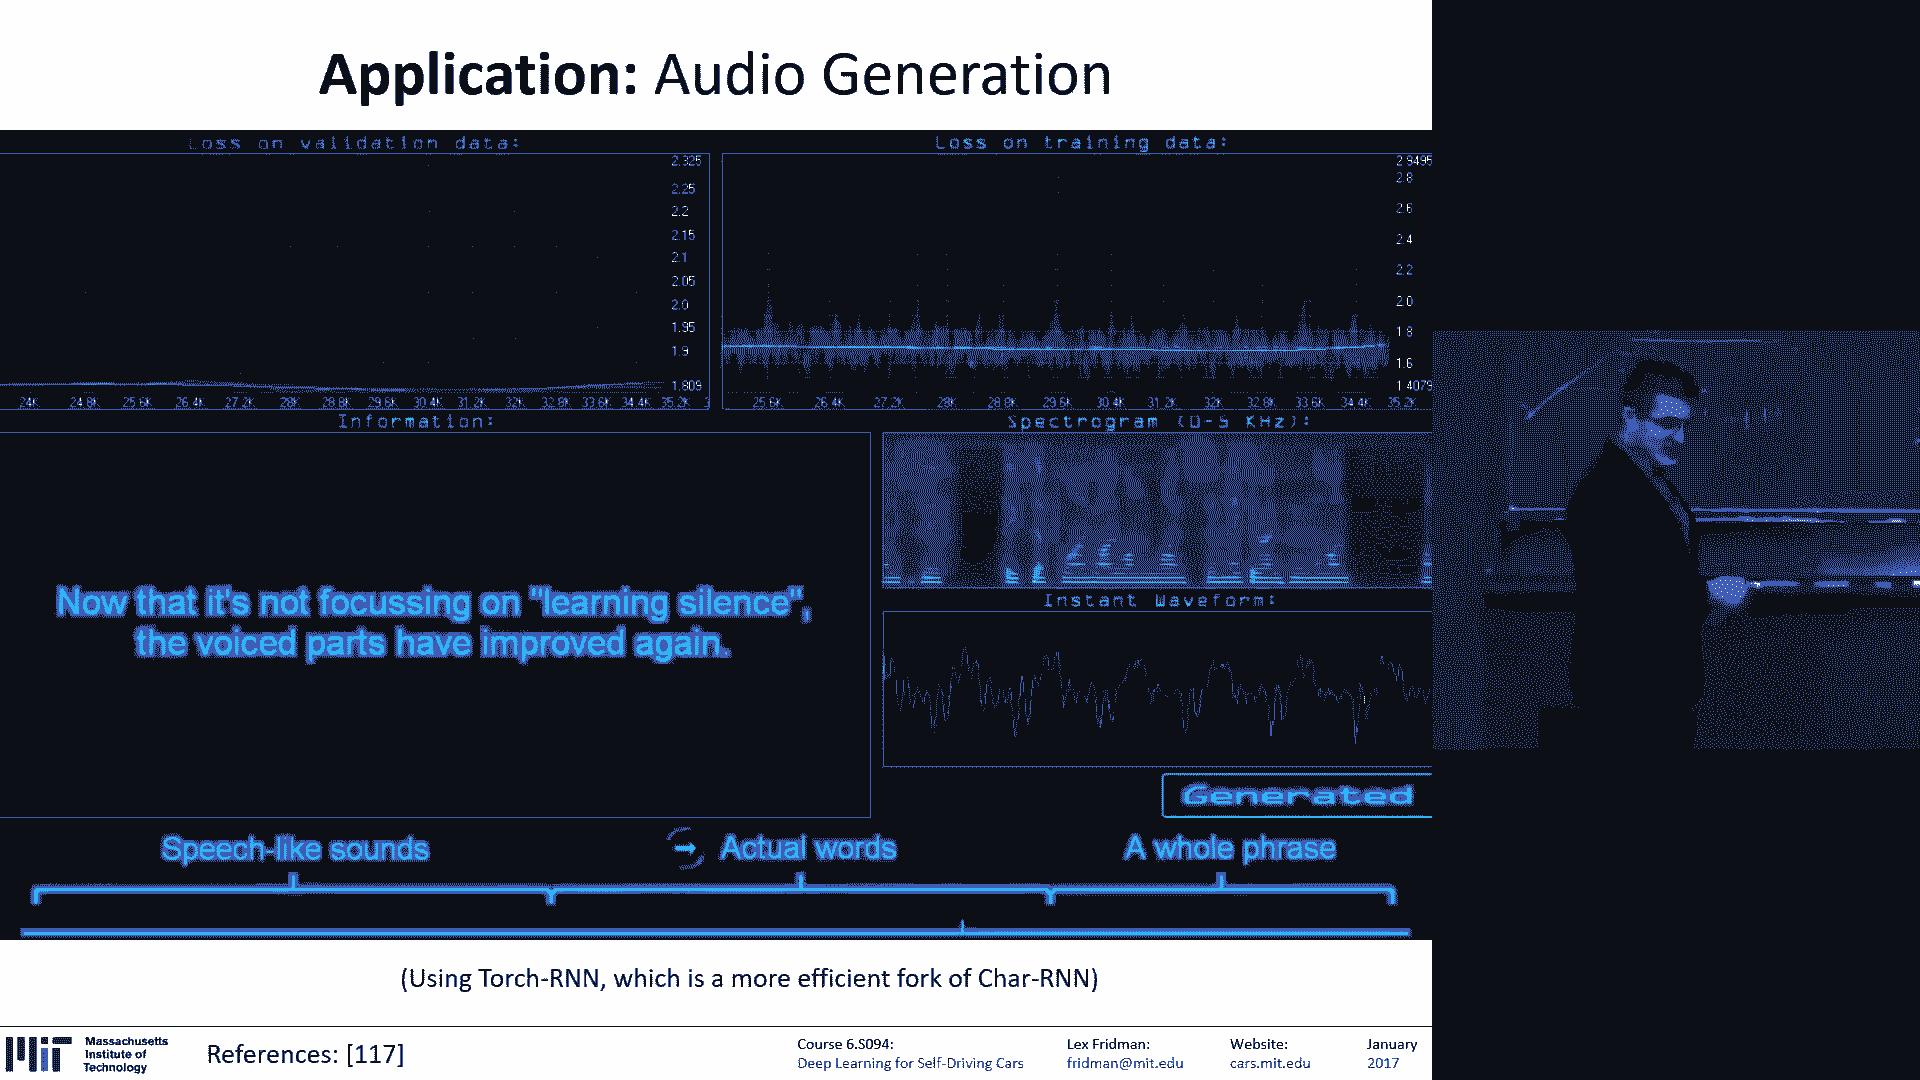 Application: Audio Generation
Loss on validation data:
2.325
2.25
2.2
2.15
2.1
2.05
2.0
1.95
1.9
1.809
24K 24.8K 25.6K 26.4K 27.2K 28K 28.8K 29.6K 30.4K 31.2K 32K 32.8K 33.6K 34.4K 35.2K
Loss on training data:
2.9495
2.8
2.6
2.4
2.2
2.0
1.8
1.6
1.4079
25.6K 26.4K 27.2K 28K 28.8K 29.6K 30.4K 31.2K 32K 32.8K 33.6K 34.4K 35.2K
Information:
Now that it's not focussing on "learning silence",
the voiced parts have improved again.
Spectrogram (0-5 KHz):
Instant Waveform:
Generated
Speech-like sounds → Actual words A whole phrase
(Using Torch-RNN, which is a more efficient fork of Char-RNN)
Massachusetts
Institute of
Technology
References: [117]
Course 6.S094:
Deep Learning for Self-Driving Cars
Lex Fridman:
fridman@mit.edu
Website:
cars.mit.edu
January
2017